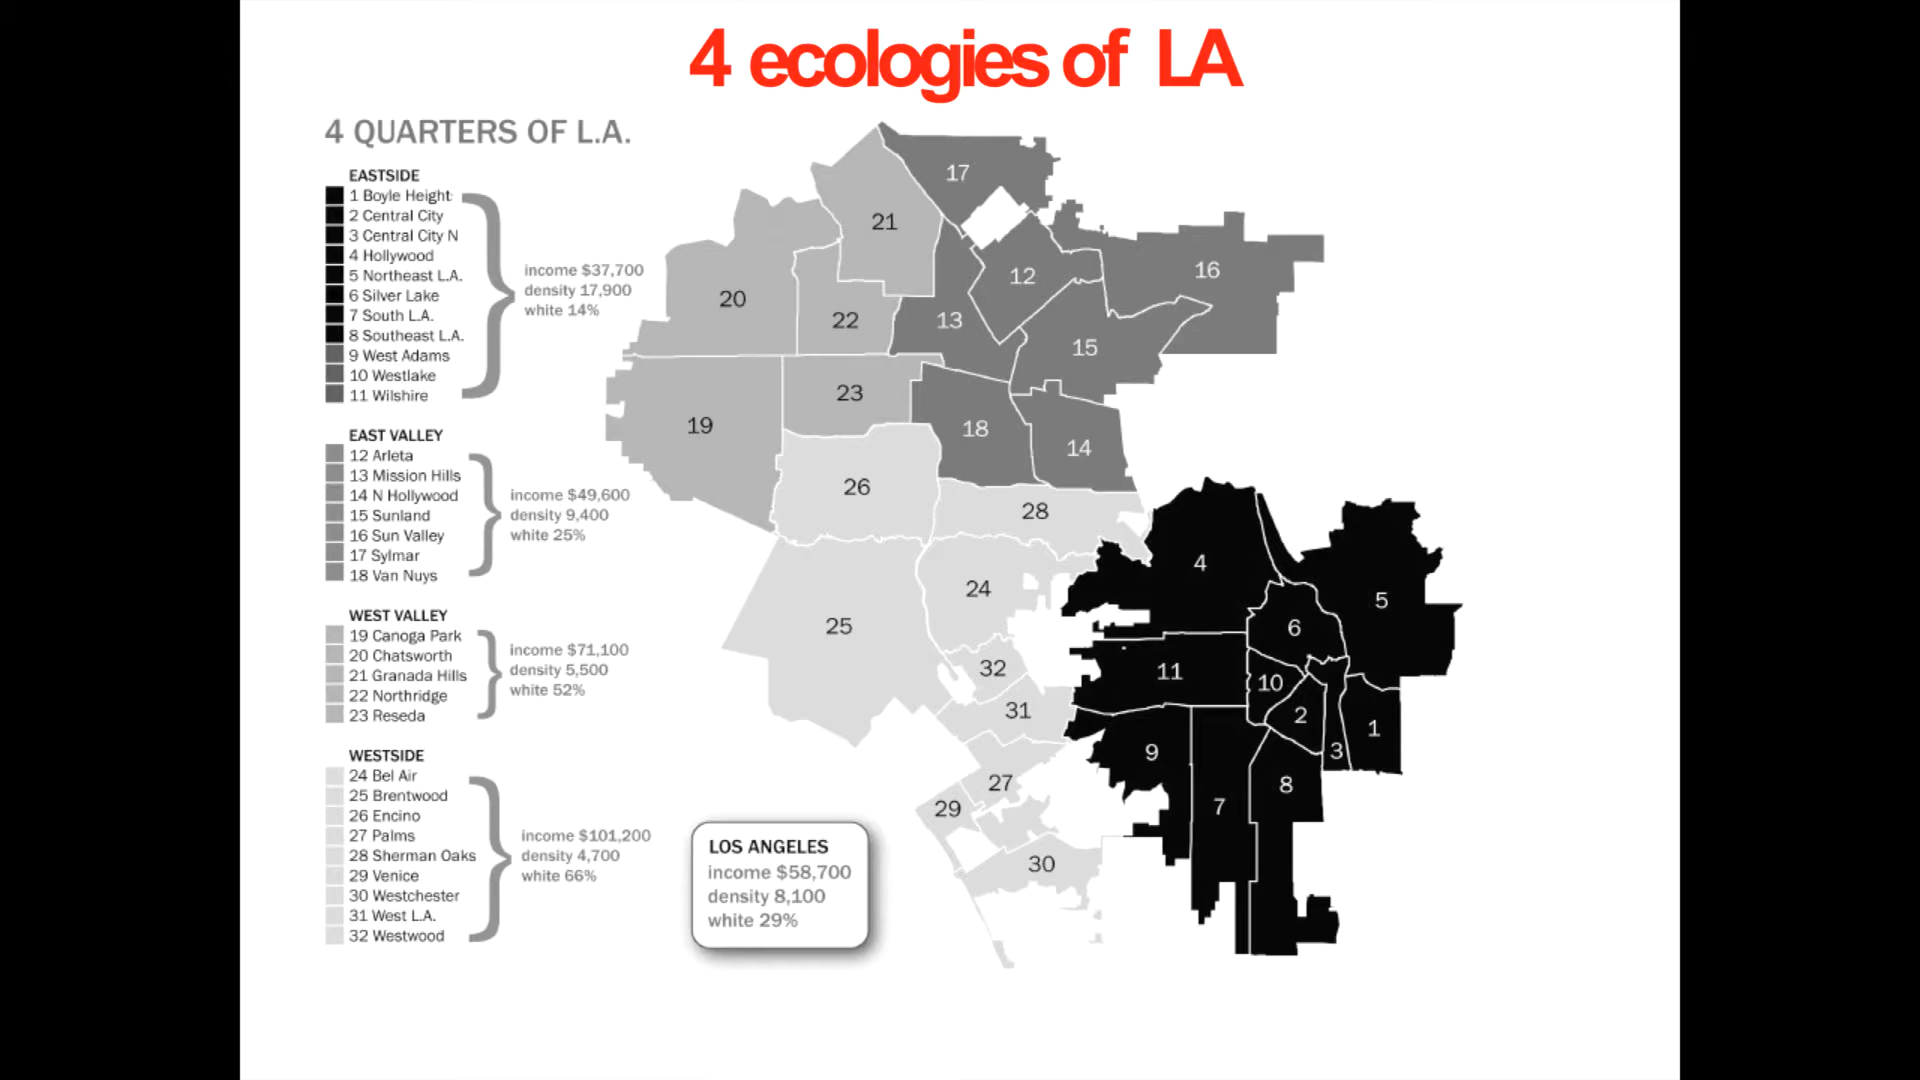 4 ecologies of LA
4 QUARTERS OF L.A.
EASTSIDE
1 Boyle Height
2 Central City
3 Central City N
4 Hollywood
5 Northeast L.A.
6 Silver Lake
7 South L.A.
8 Southeast L.A.
9 West Adams
10 Westlake
11 Wilshire
income $37,700
density 17,900
white 14%
EAST VALLEY
12 Arleta
13 Mission Hills
14 N Hollywood
15 Sunland
16 Sun Valley
17 Sylmar
18 Van Nuys
income $49,600
density 9,400
white 25%
WEST VALLEY
19 Canoga Park
20 Chatsworth
21 Granada Hills
22 Northridge
23 Reseda
income $71,100
density 5,500
white 52%
WESTSIDE
24 Bel Air
25 Brentwood
26 Encino
27 Palms
28 Sherman Oaks
29 Venice
30 Westchester
31 West L.A.
32 Westwood
income $101,200
density 4,700
white 66%
LOS ANGELES
income $58,700
density 8,100
white 29%
17
21
16
12
20
22
13
15
23
19
18
14
26
28
4
24
5
25
6
32
11
10
31
2
1
3
9
27
8
29
7
30